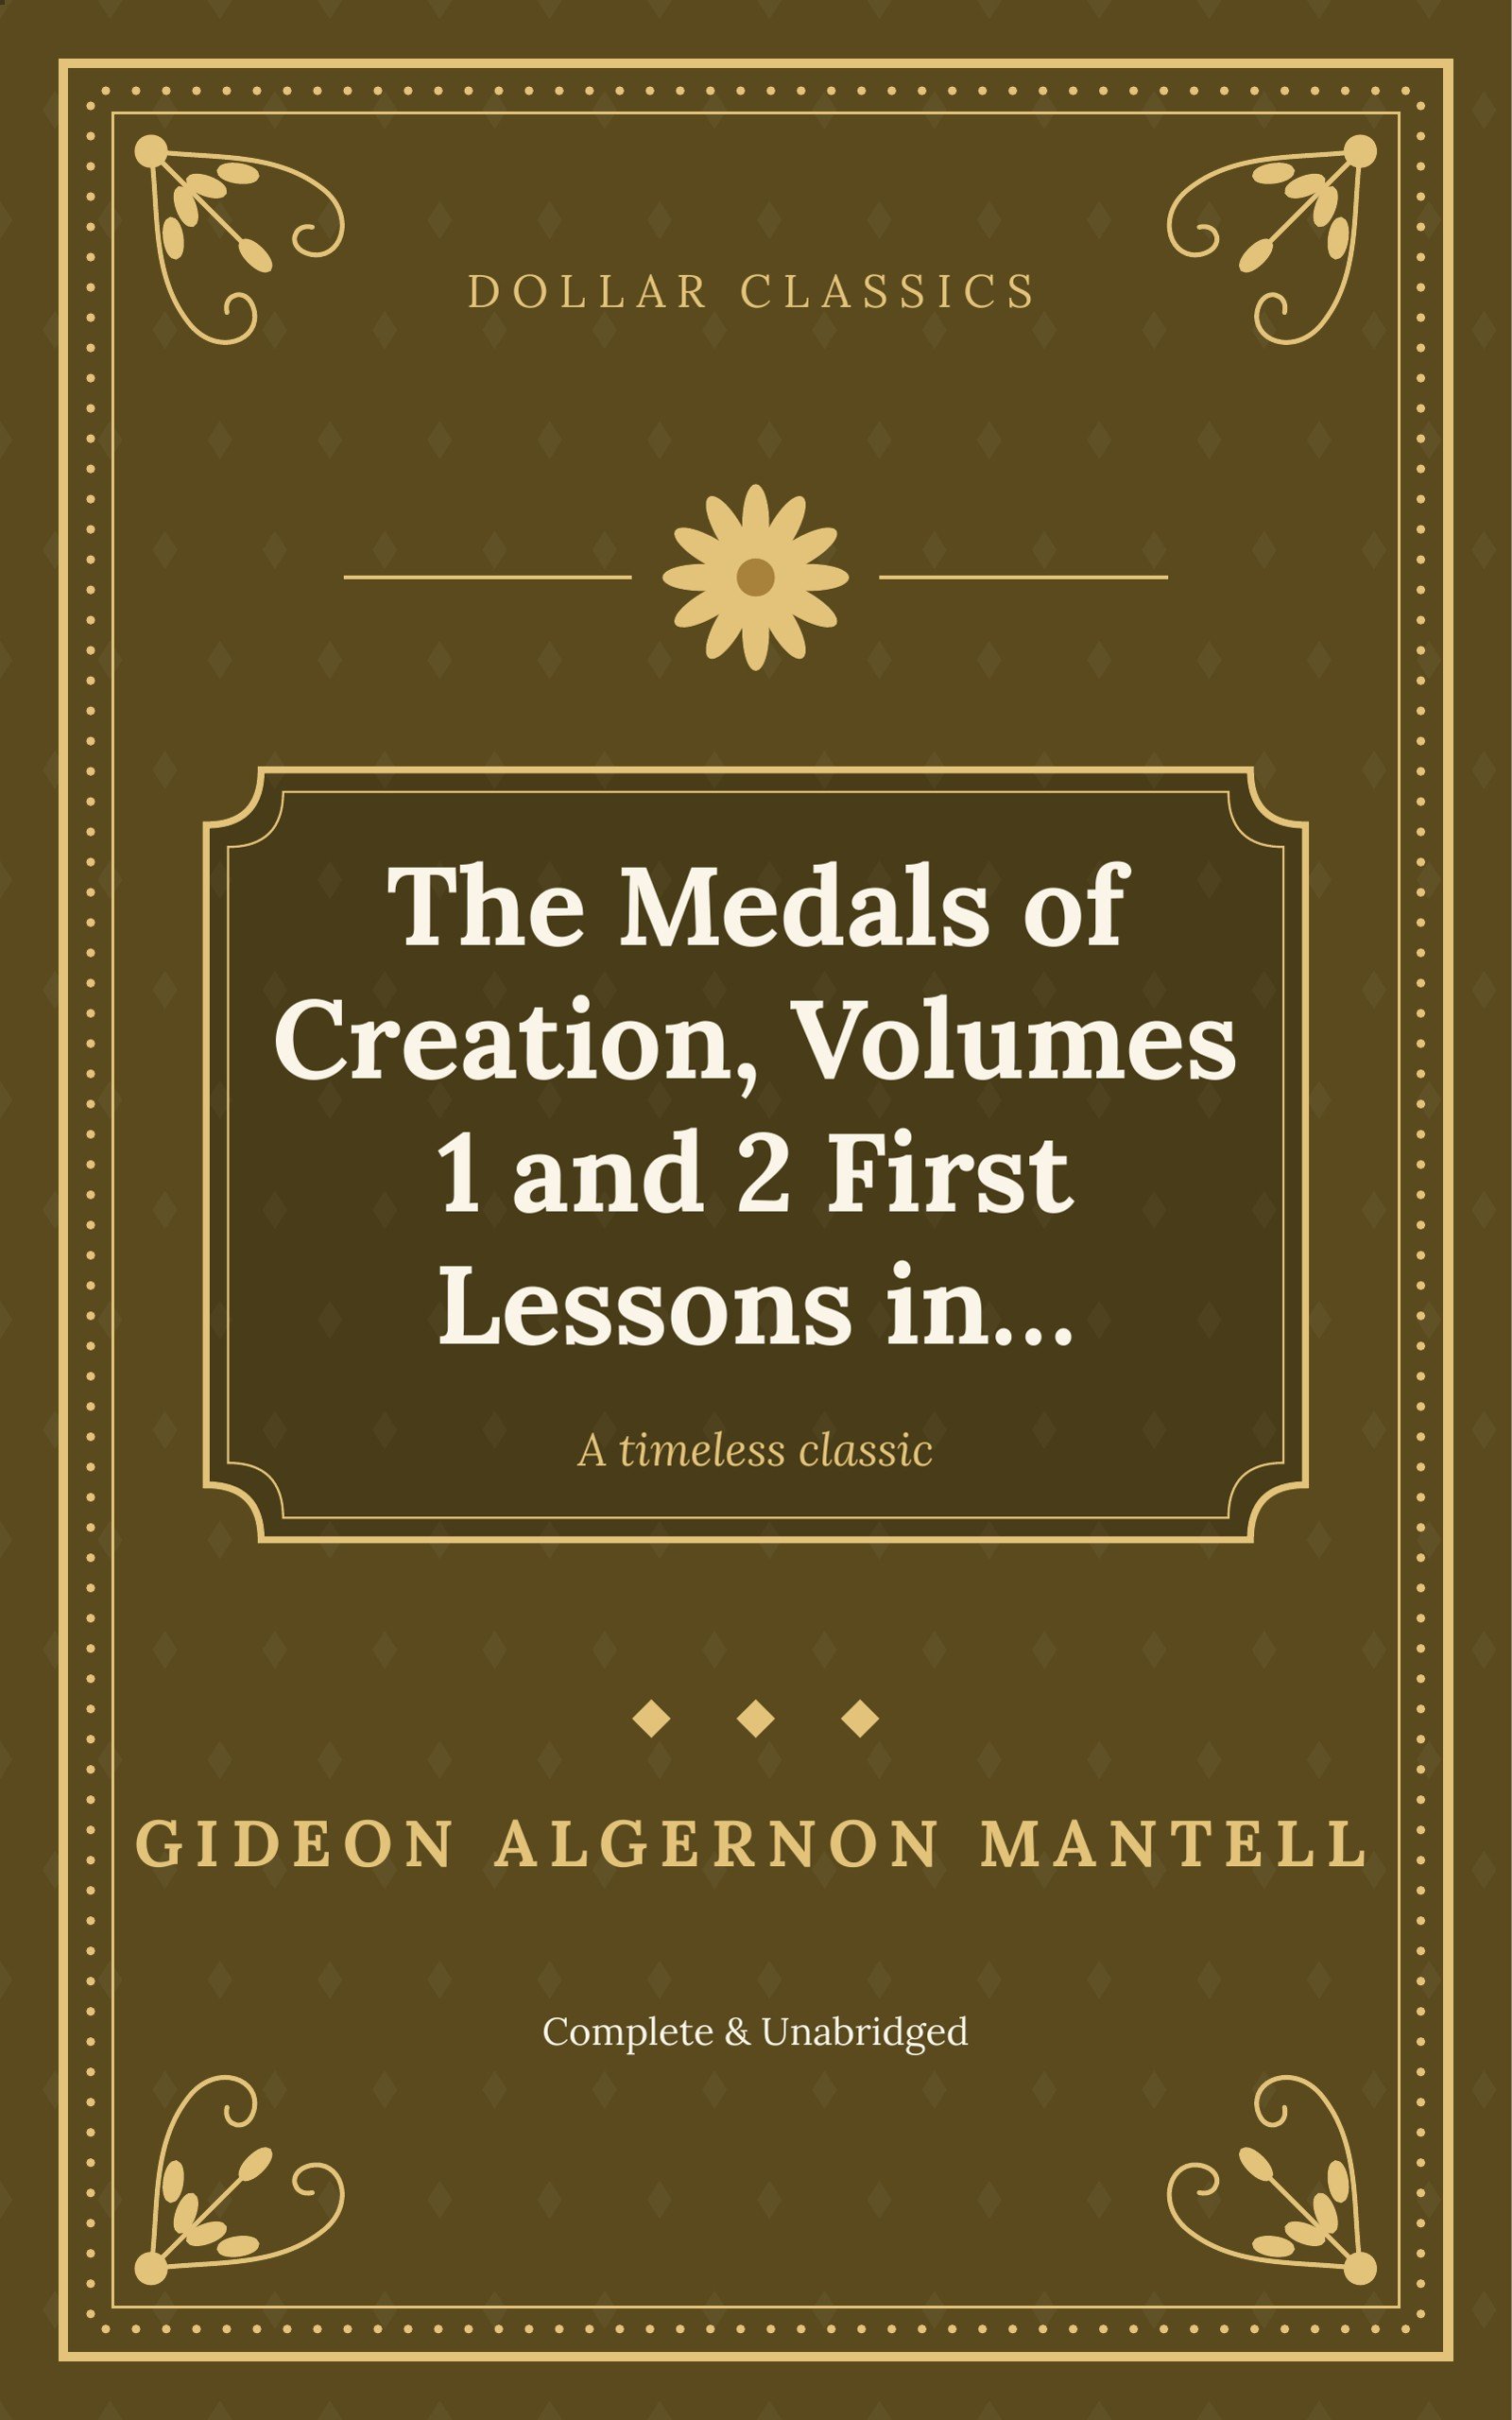 DOLLAR CLASSICS
The Medals of
Creation, Volumes
1 and 2 First
Lessons in...
A timeless classic
GIDEON ALGERNON MANTELL
Complete & Unabridged